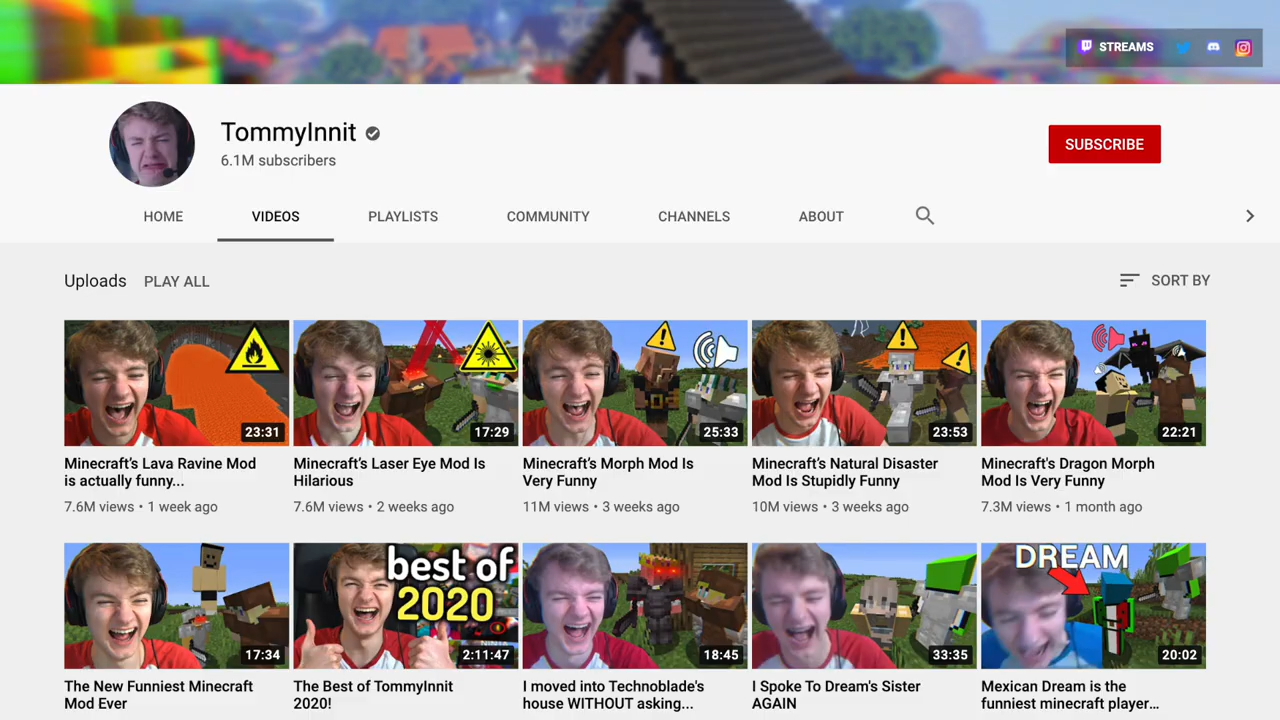 STREAMS
TommyInnit
6.1M subscribers
SUBSCRIBE
HOME VIDEOS PLAYLISTS COMMUNITY CHANNELS ABOUT
Uploads PLAY ALL SORT BY
23:31 17:29 25:33 23:53 22:21
Minecraft’s Lava Ravine Mod
is actually funny...
7.6M views • 1 week ago
Minecraft’s Laser Eye Mod Is
Hilarious
7.6M views • 2 weeks ago
Minecraft’s Morph Mod Is
Very Funny
11M views • 3 weeks ago
Minecraft’s Natural Disaster
Mod Is Stupidly Funny
10M views • 3 weeks ago
Minecraft's Dragon Morph
Mod Is Very Funny
7.3M views • 1 month ago
17:34
The New Funniest Minecraft
Mod Ever
best of
2020
2:11:47
The Best of TommyInnit
2020!
18:45
I moved into Technoblade's
house WITHOUT asking...
33:35
I Spoke To Dream's Sister
AGAIN
DREAM
20:02
Mexican Dream is the
funniest minecraft player…